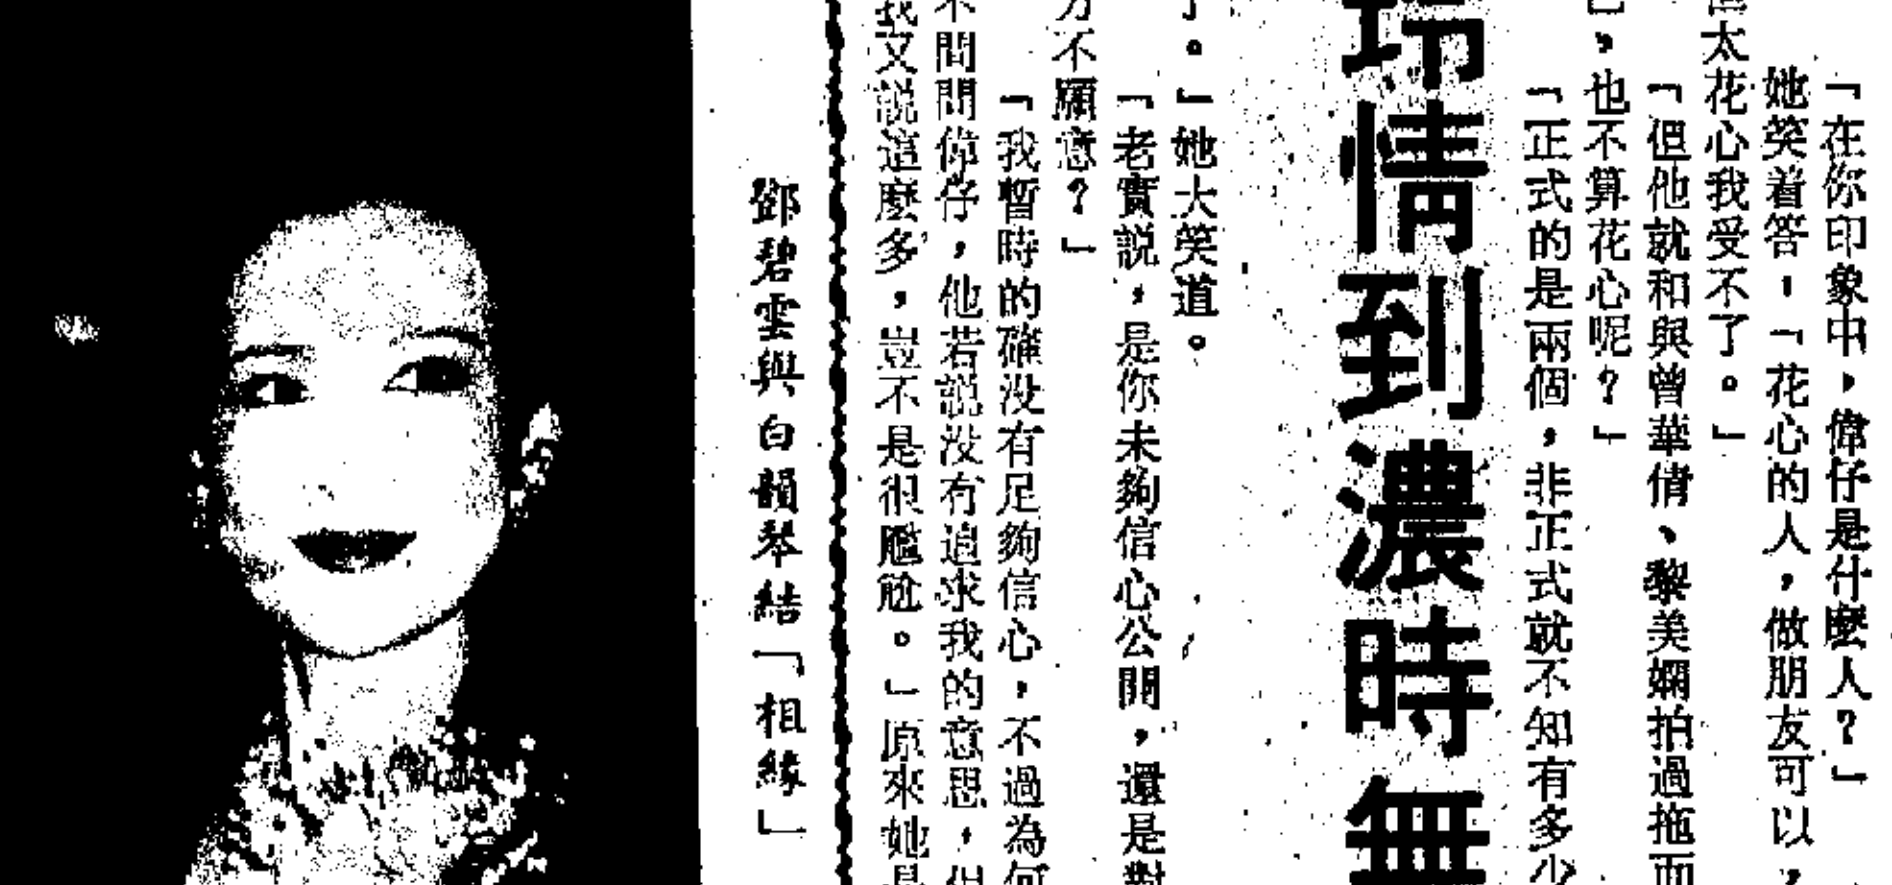 「在你印象中，偉仔是什麼人？」
她笑着答，「花心的人，做朋友可以，
太花心我受不了。」
「但他就和與曾華倩、黎美嫻拍過拖而
，也不算花心呢？」
「正式的是兩個，非正式就不知有多少
玲情到濃時無
。」她大笑道。
「老實說，是你未夠信心公開，還是對
方不願意？」
「我暫時的確没有足夠信心，不過為何
不問問偉仔，他若説没有追求我的意思，但
我又説這麼多，豈不是很尷尬。」原來她是
鄧碧雲與白韻琴結「相緣」